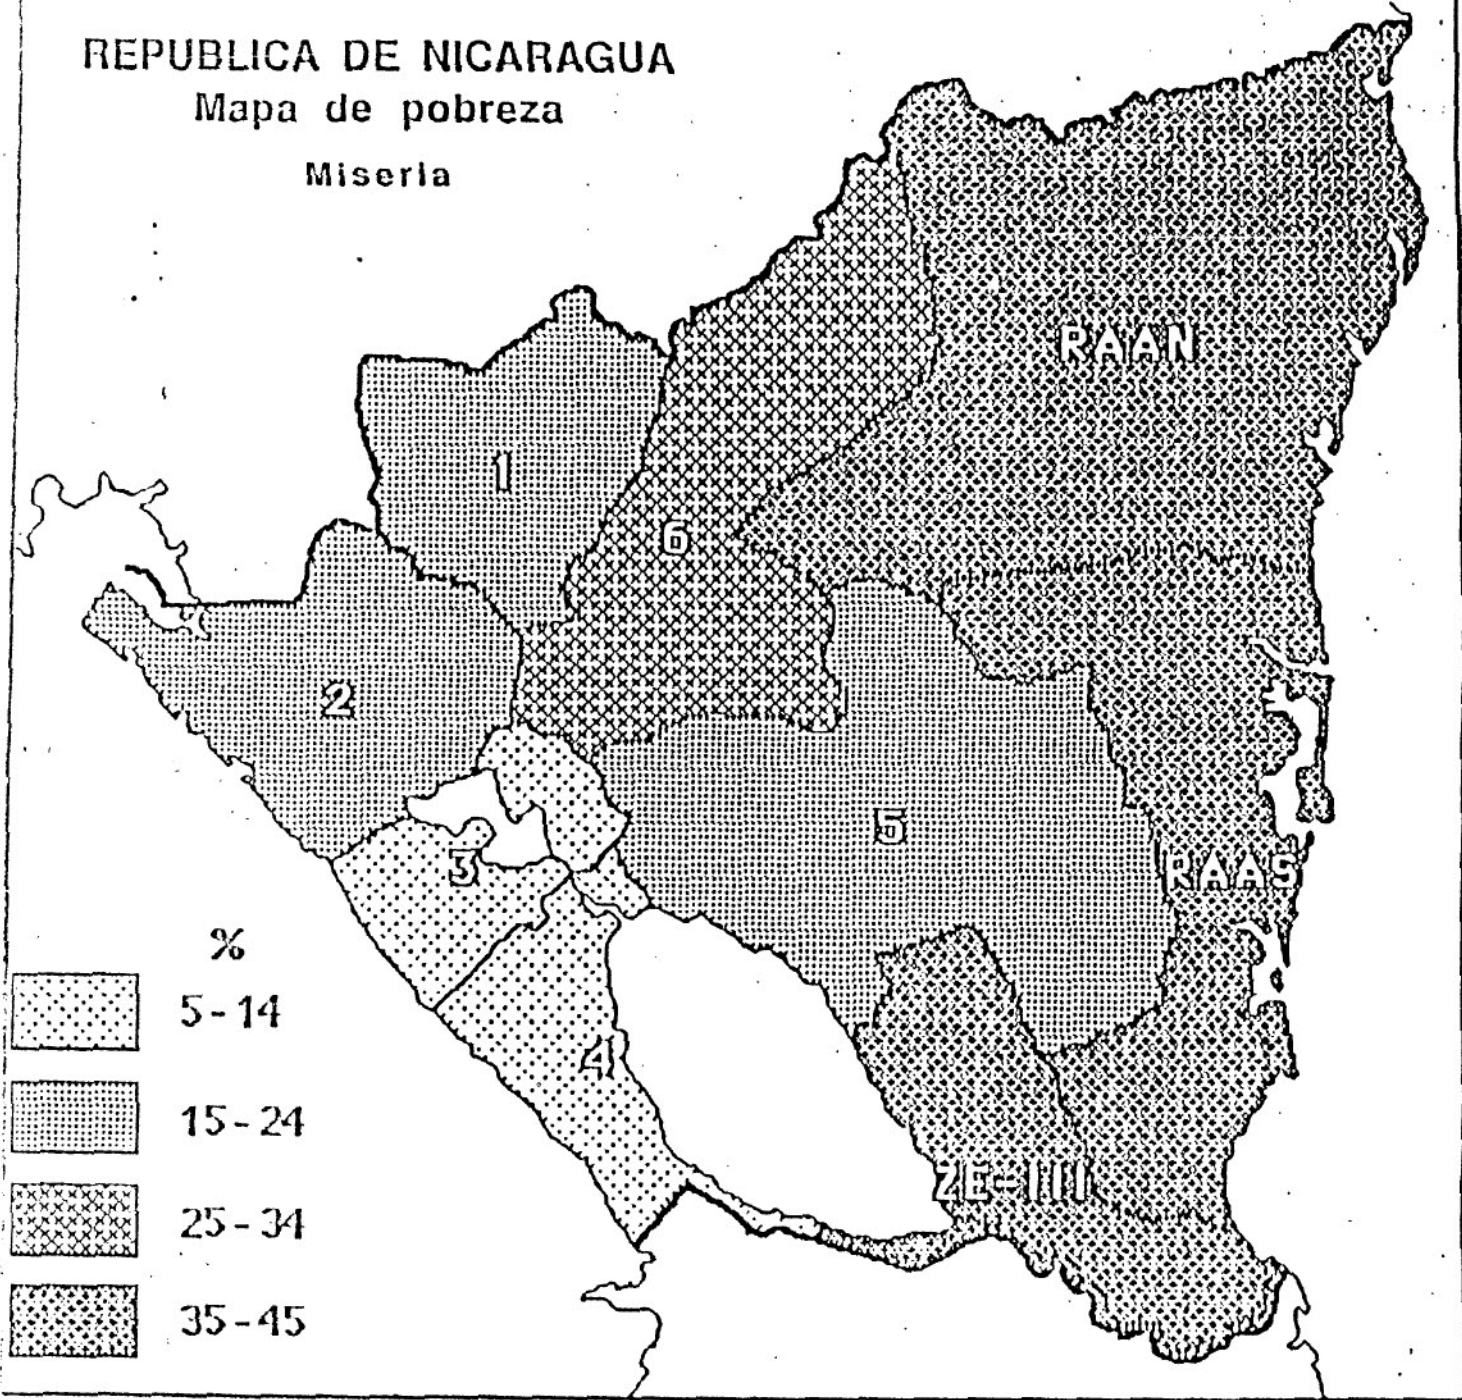 REPUBLICA DE NICARAGUA
Mapa de pobreza
Miseria
RAAN
1
6
2
5
3
RAAS
4
ZE-III
%
5-14
15-24
25-34
35-45